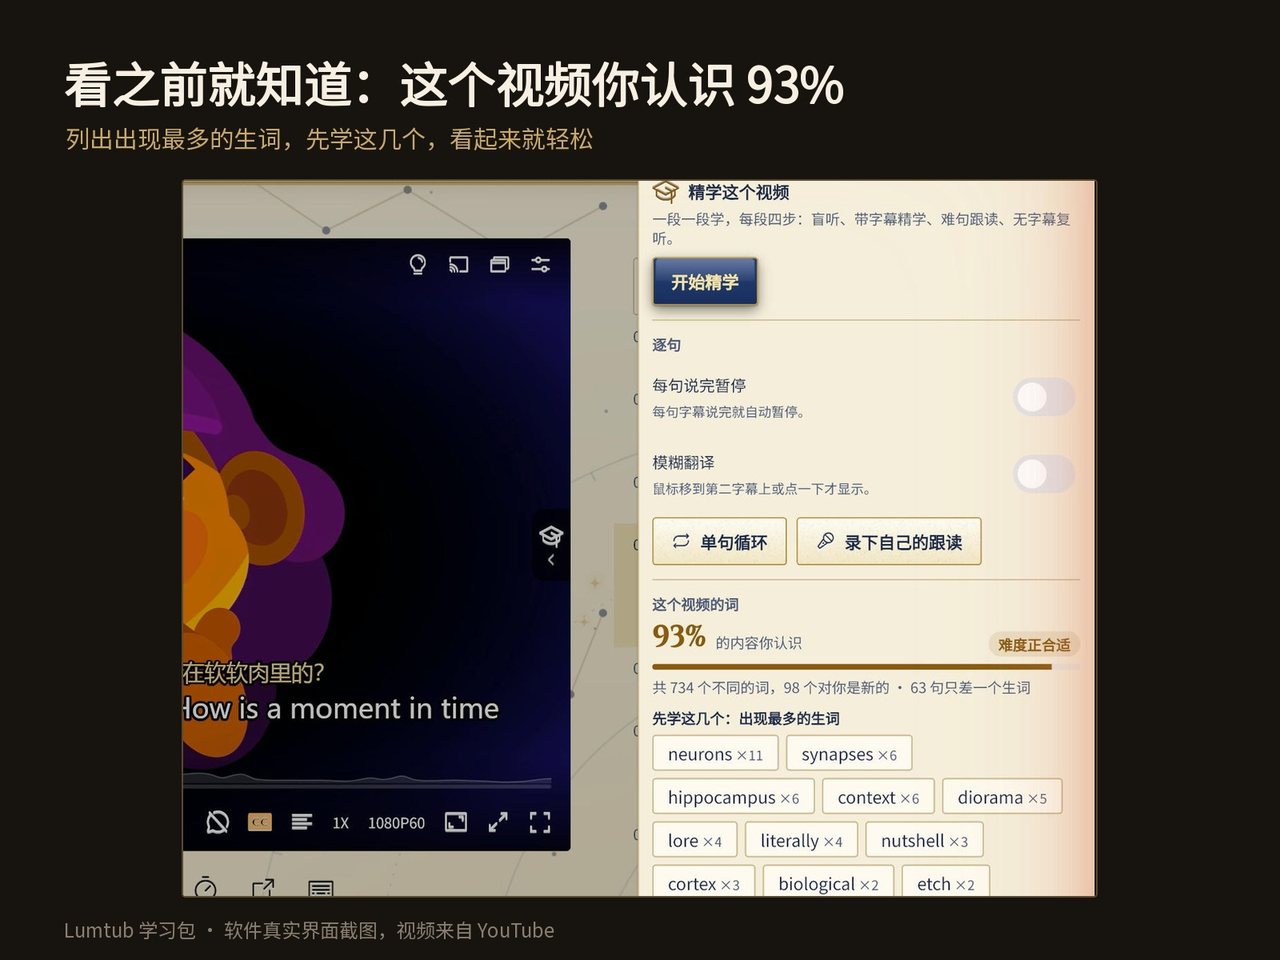 看之前就知道：这个视频你认识 93%
列出出现最多的生词，先学这几个，看起来就轻松
精学这个视频
一段一段学，每段四步：盲听、带字幕精学、难句跟读、无字幕复
听。
开始精学
逐句
每句说完暂停
每句字幕说完就自动暂停。
模糊翻译
鼠标移到第二字幕上或点一下才显示。
单句循环
录下自己的跟读
这个视频的词
93% 的内容你认识
难度正合适
共 734 个不同的词，98 个对你是新的 · 63 句只差一个生词
先学这几个：出现最多的生词
neurons ×11
synapses ×6
hippocampus ×6
context ×6
diorama ×5
lore ×4
literally ×4
nutshell ×3
cortex ×3
biological ×2
etch ×2
在软软肉里的？
How is a moment in time
CC
1X
1080P60
Lumtub 学习包 · 软件真实界面截图，视频来自 YouTube